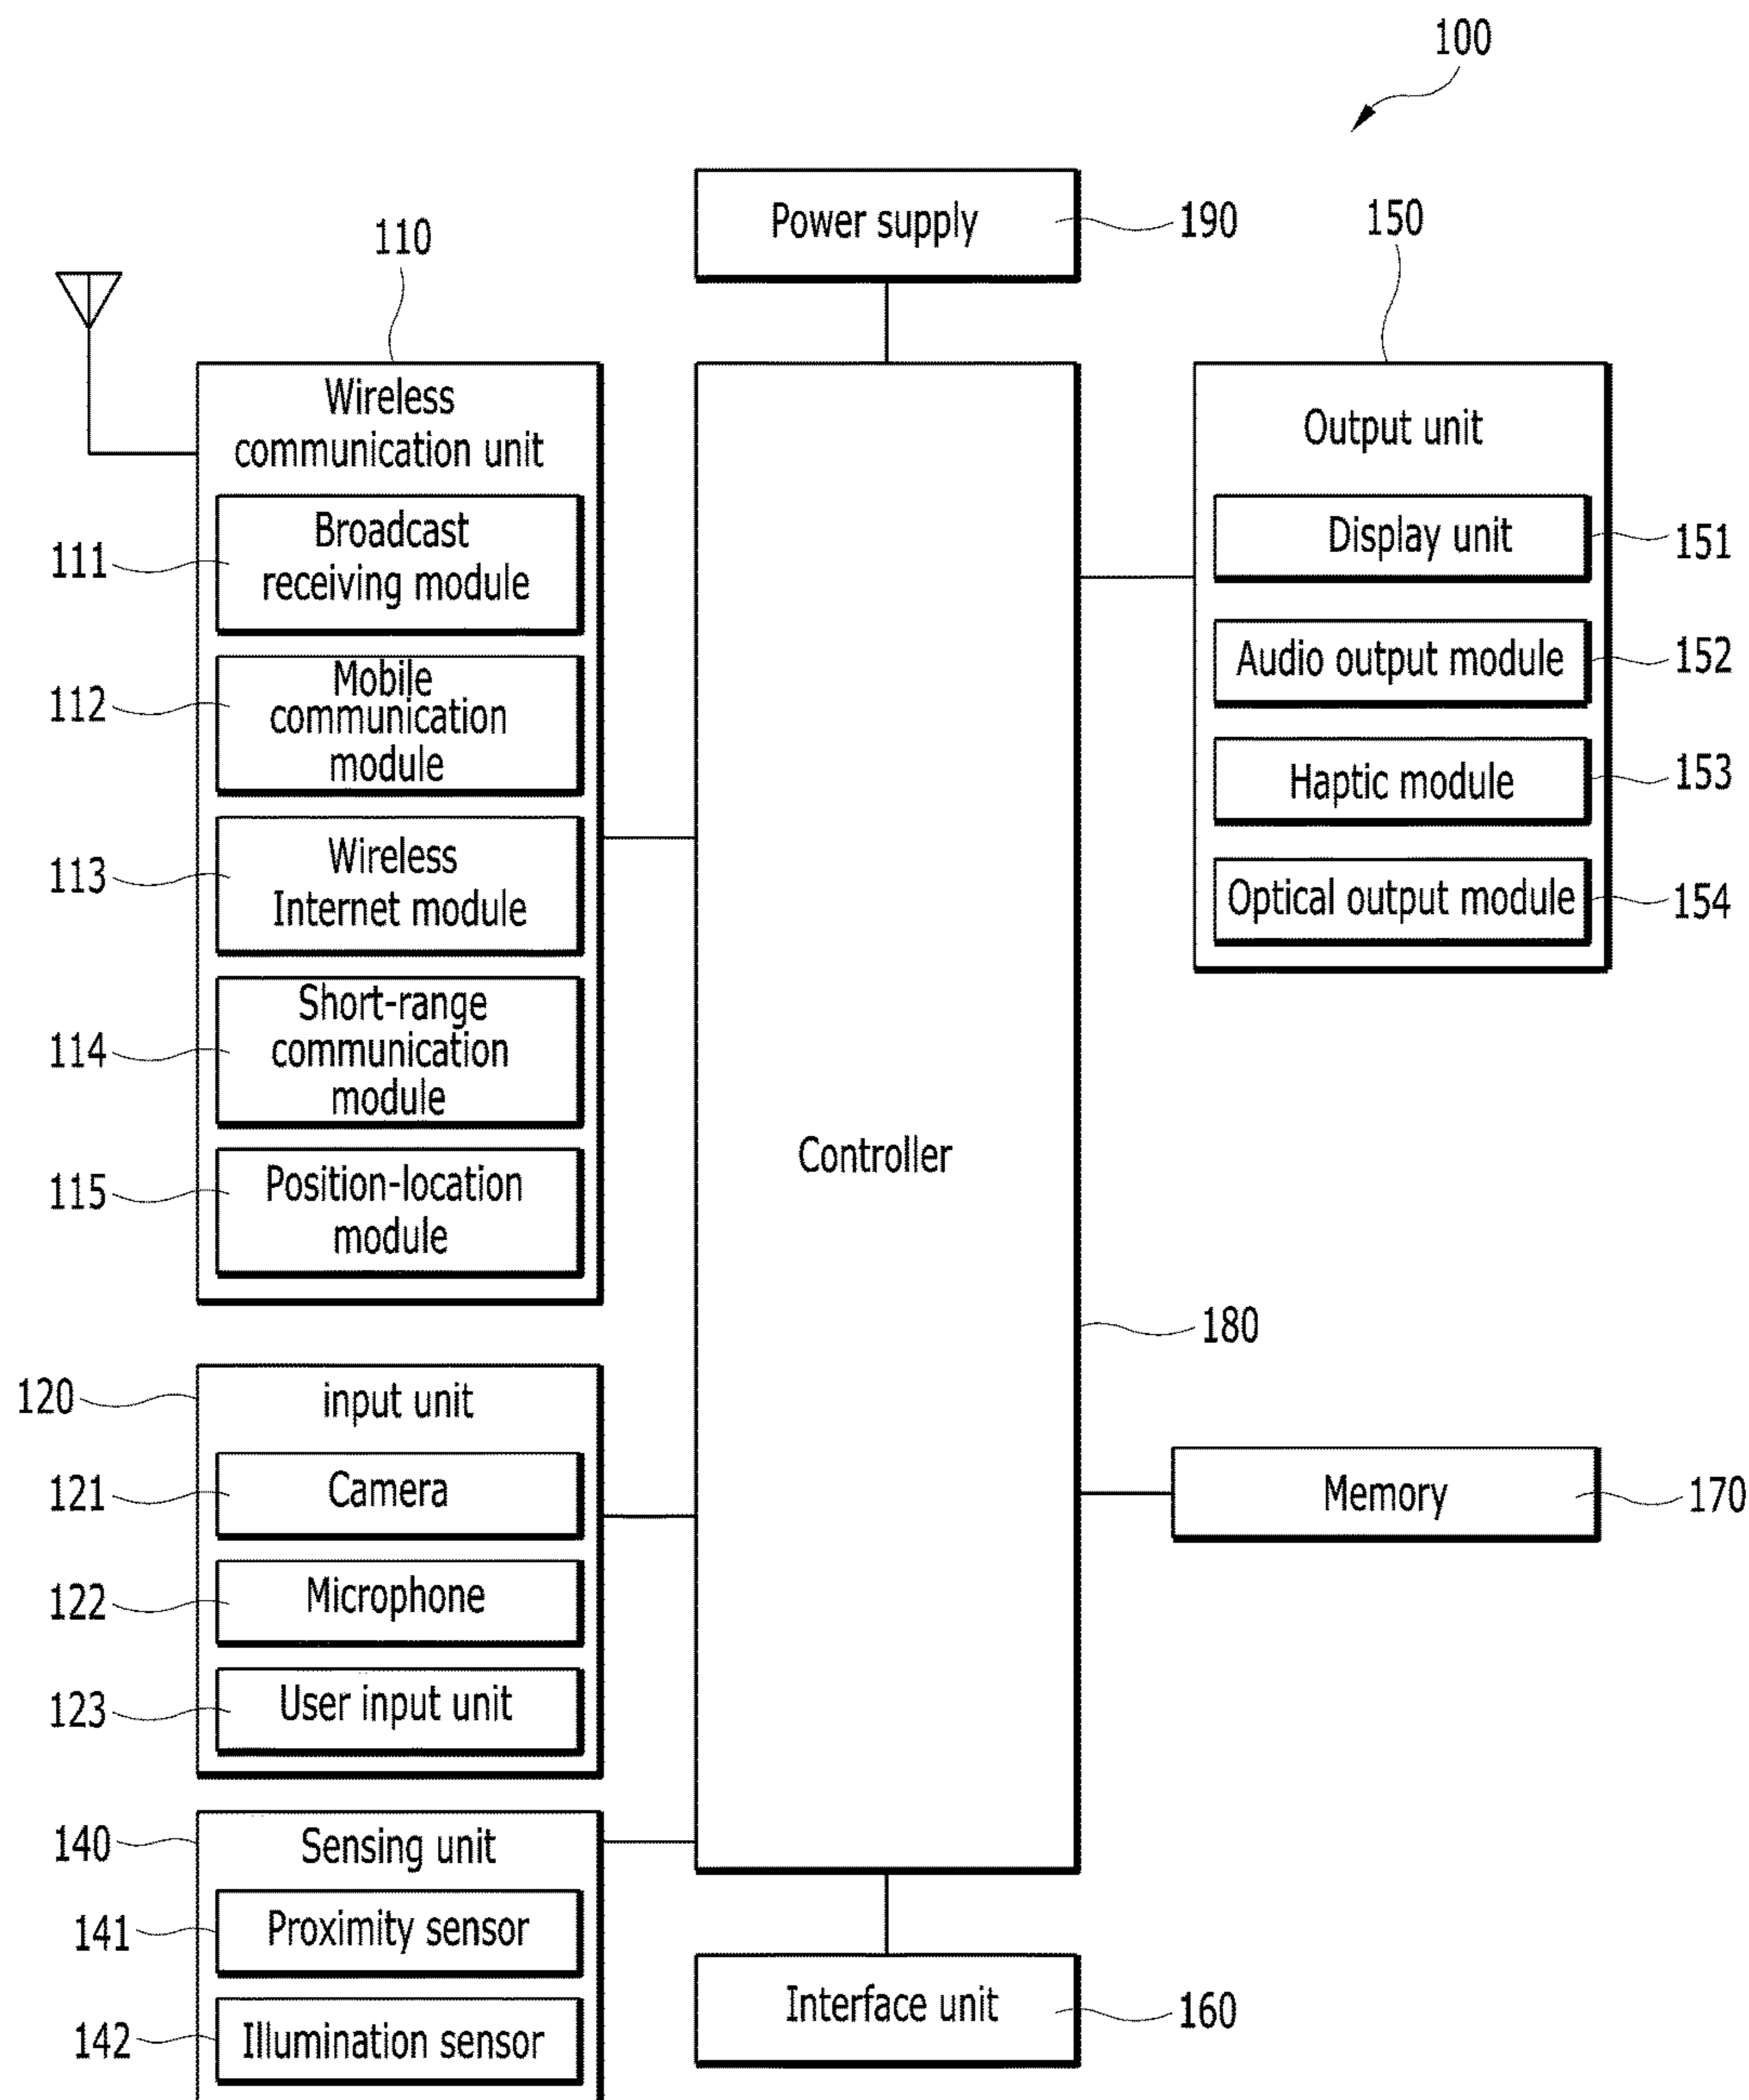 100
Power supply
190
150
110
Wireless
communication unit
Output unit
Broadcast
receiving module
111
Display unit
151
Mobile
communication
module
112
Audio output module
152
Haptic module
153
Wireless
Internet module
113
Optical output module
154
Short-range
communication
module
114
Controller
Position-location
module
115
180
120
input unit
Camera
121
Memory
170
Microphone
122
User input unit
123
140
Sensing unit
Proximity sensor
141
Interface unit
160
Illumination sensor
142